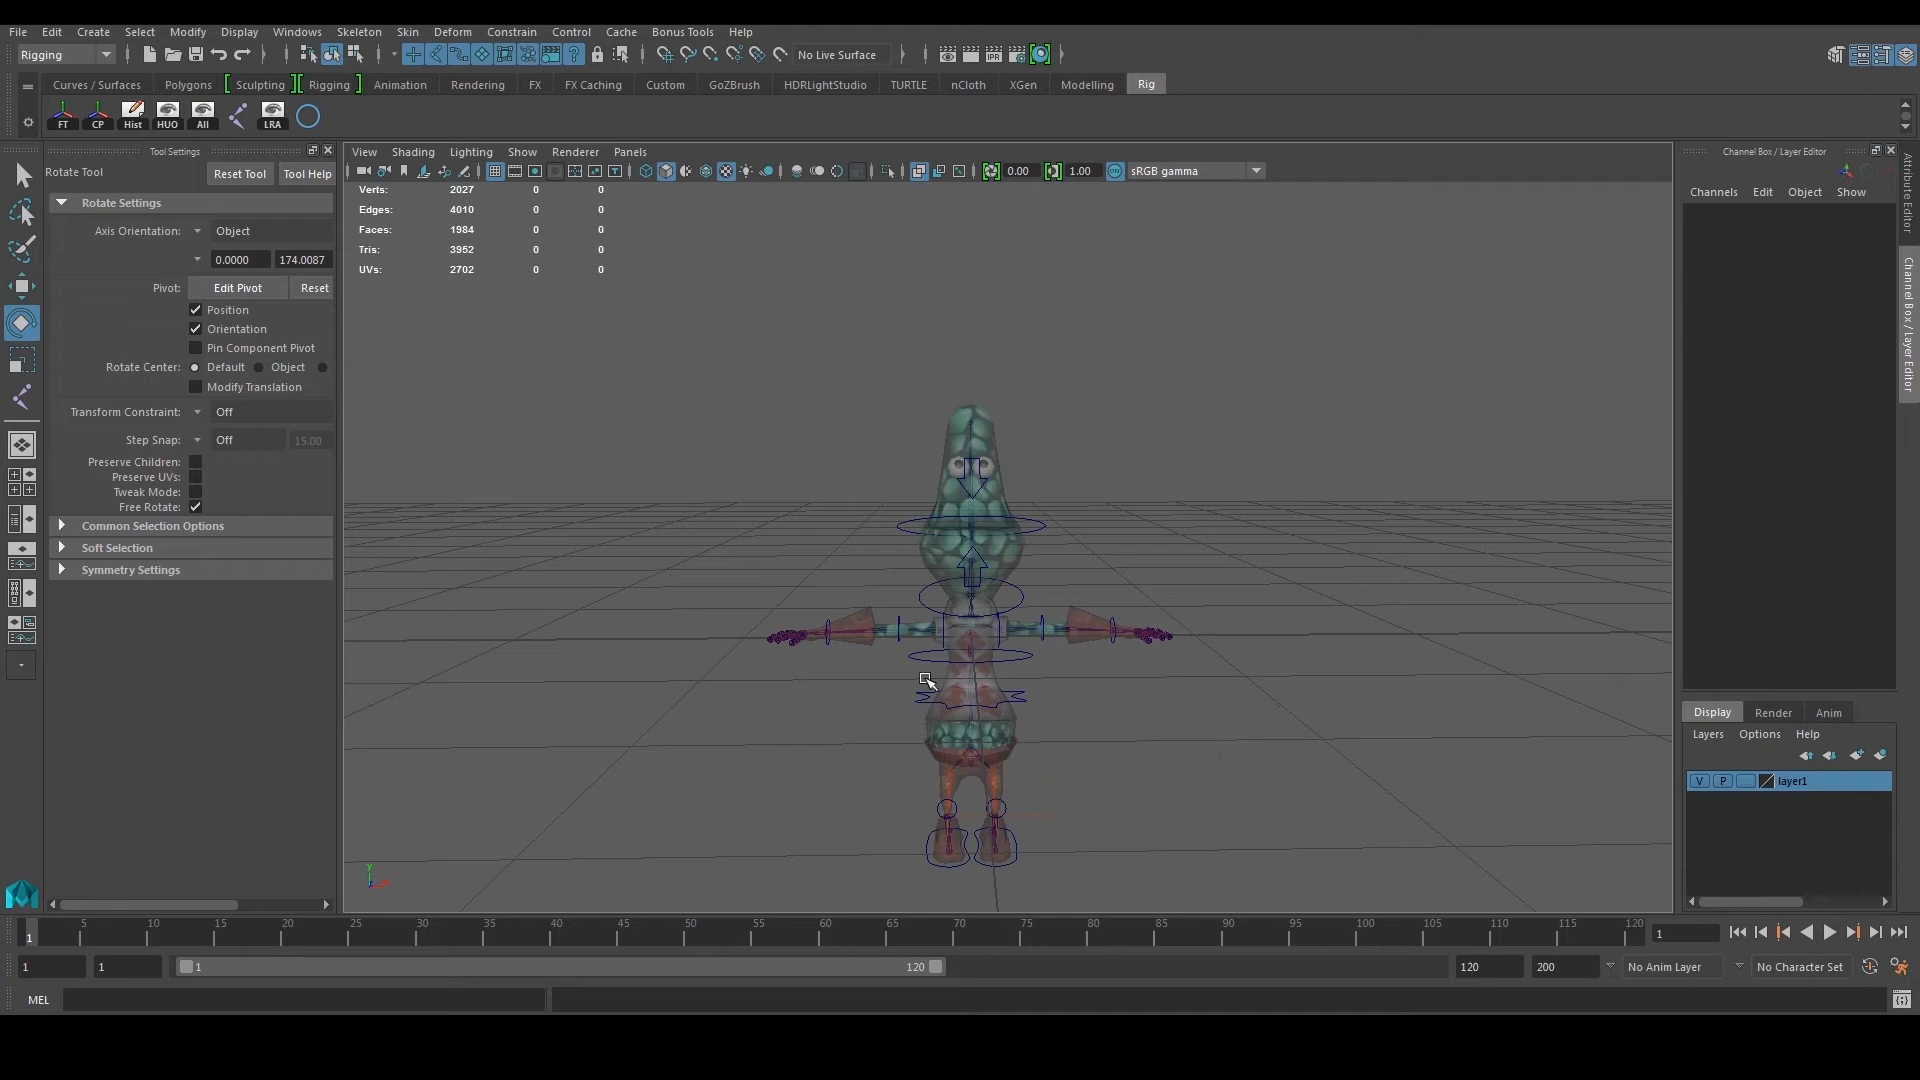 File Edit Create Select Modify Display Windows Skeleton Skin Deform Constrain Control Cache Bonus Tools Help
Rigging No Live Surface
Curves / Surfaces Polygons Sculpting Rigging Animation Rendering FX FX Caching Custom GoZBrush HDRLightStudio TURTLE nCloth XGen Modelling Rig
FT CP Hist HUO All LRA
Tool Settings
Rotate Tool Reset Tool Tool Help
Rotate Settings
Axis Orientation: Object
0.0000 174.0087
Pivot: Edit Pivot Reset
Position
Orientation
Pin Component Pivot
Rotate Center: Default Object
Modify Translation
Transform Constraint: Off
Step Snap: Off 15.00
Preserve Children:
Preserve UVs:
Tweak Mode:
Free Rotate:
Common Selection Options
Soft Selection
Symmetry Settings
View Shading Lighting Show Renderer Panels
0.00 1.00 ON sRGB gamma
Verts: 2027 0 0
Edges: 4010 0 0
Faces: 1984 0 0
Tris: 3952 0 0
UVs: 2702 0 0
y
Channel Box / Layer Editor
Channels Edit Object Show
Attribute Editor
Channel Box / Layer Editor
Display Render Anim
Layers Options Help
V P layer1
1 5 10 15 20 25 30 35 40 45 50 55 60 65 70 75 80 85 90 95 100 105 110 115 120 1
1 1 1 120 120 200 No Anim Layer No Character Set
MEL